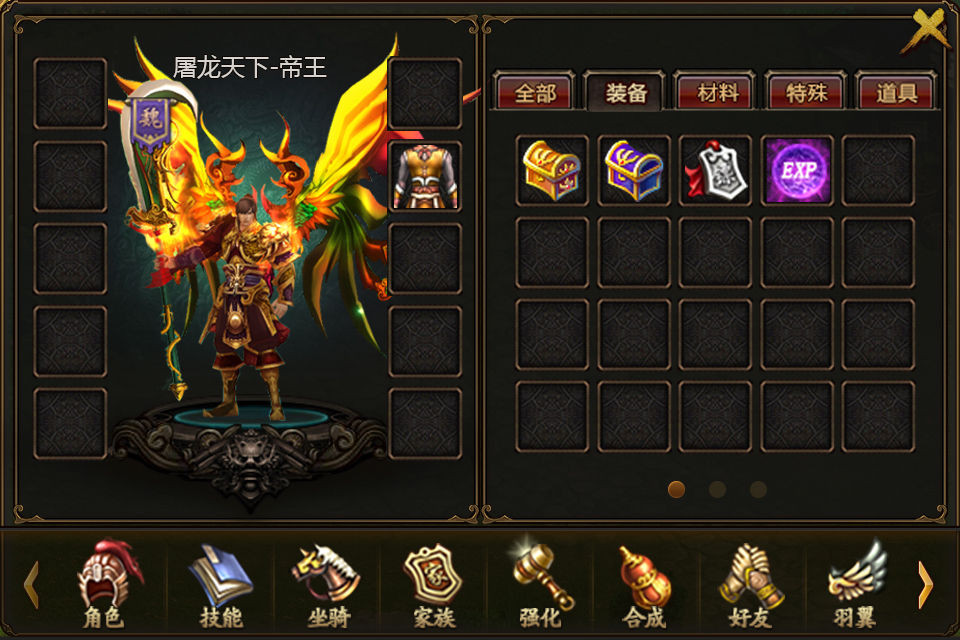 屠龙天下-帝王
魏
全部
装备
材料
特殊
道具
EXP
角色
技能
坐骑
家族
强化
合成
好友
羽翼